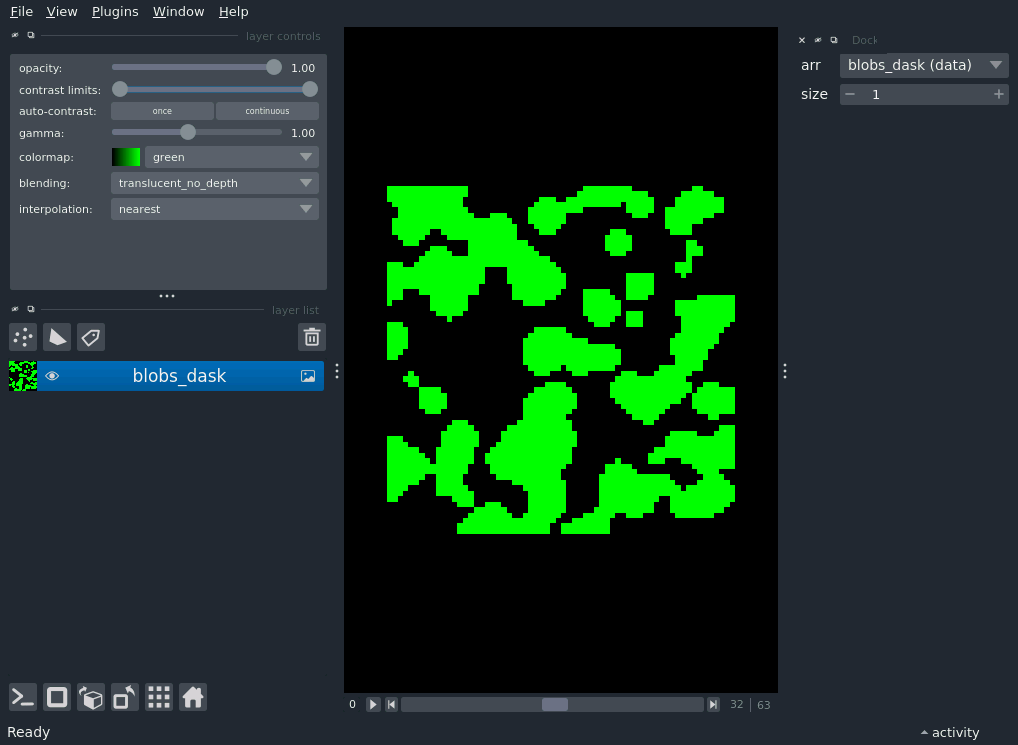 File View Plugins Window Help
layer controls
opacity: 1.00
contrast limits:
auto-contrast: once continuous
gamma: 1.00
colormap: green
blending: translucent_no_depth
interpolation: nearest
layer list
blobs_dask
Dock
arr blobs_dask (data)
size 1
0 32 63
Ready
activity